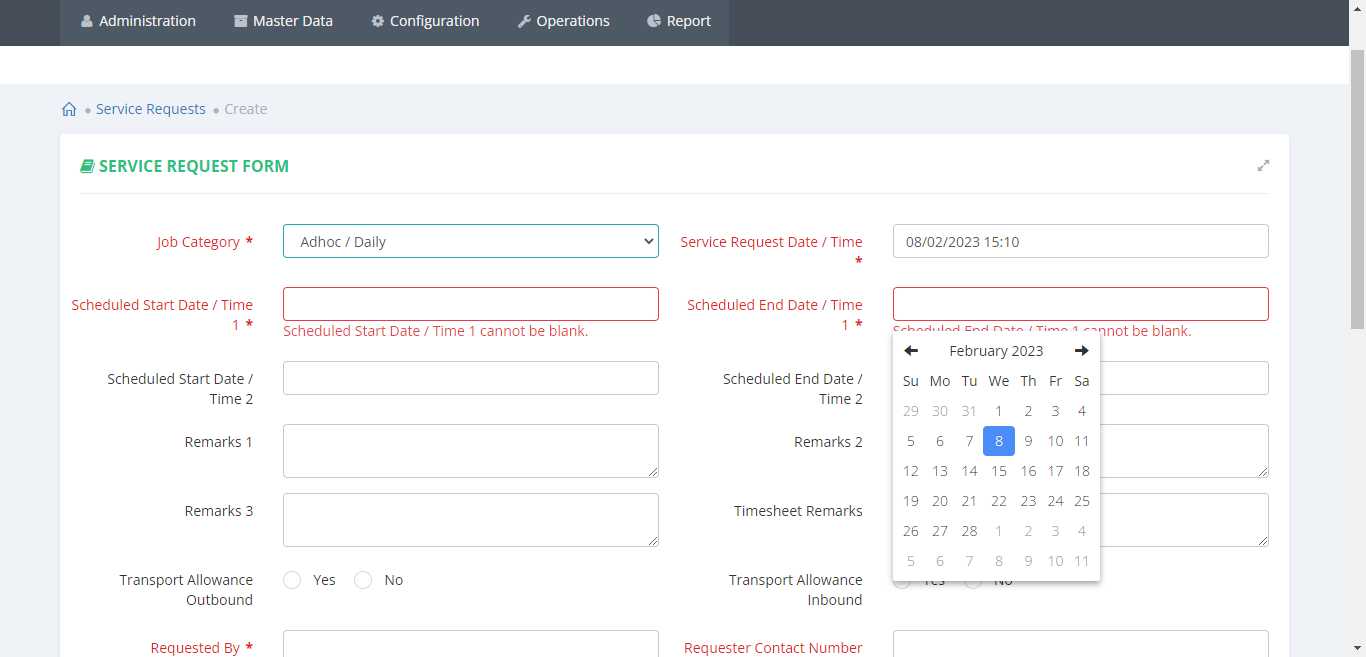 Administration Master Data Configuration Operations Report
Service Requests Create
SERVICE REQUEST FORM
Job Category * Adhoc / Daily Service Request Date / Time 08/02/2023 15:10
*
Scheduled Start Date / Time Scheduled End Date / Time
1 * Scheduled Start Date / Time 1 cannot be blank. 1 * Scheduled End Date / Time 1 cannot be blank.
February 2023
Scheduled Start Date / Scheduled End Date /
Time 2 Time 2
Su Mo Tu We Th Fr Sa
29 30 31 1 2 3 4
Remarks 1 Remarks 2
5 6 7 8 9 10 11
12 13 14 15 16 17 18
19 20 21 22 23 24 25
Remarks 3 Timesheet Remarks
26 27 28 1 2 3 4
5 6 7 8 9 10 11
Transport Allowance Yes No Transport Allowance Yes No
Outbound Inbound
Requested By * Requester Contact Number